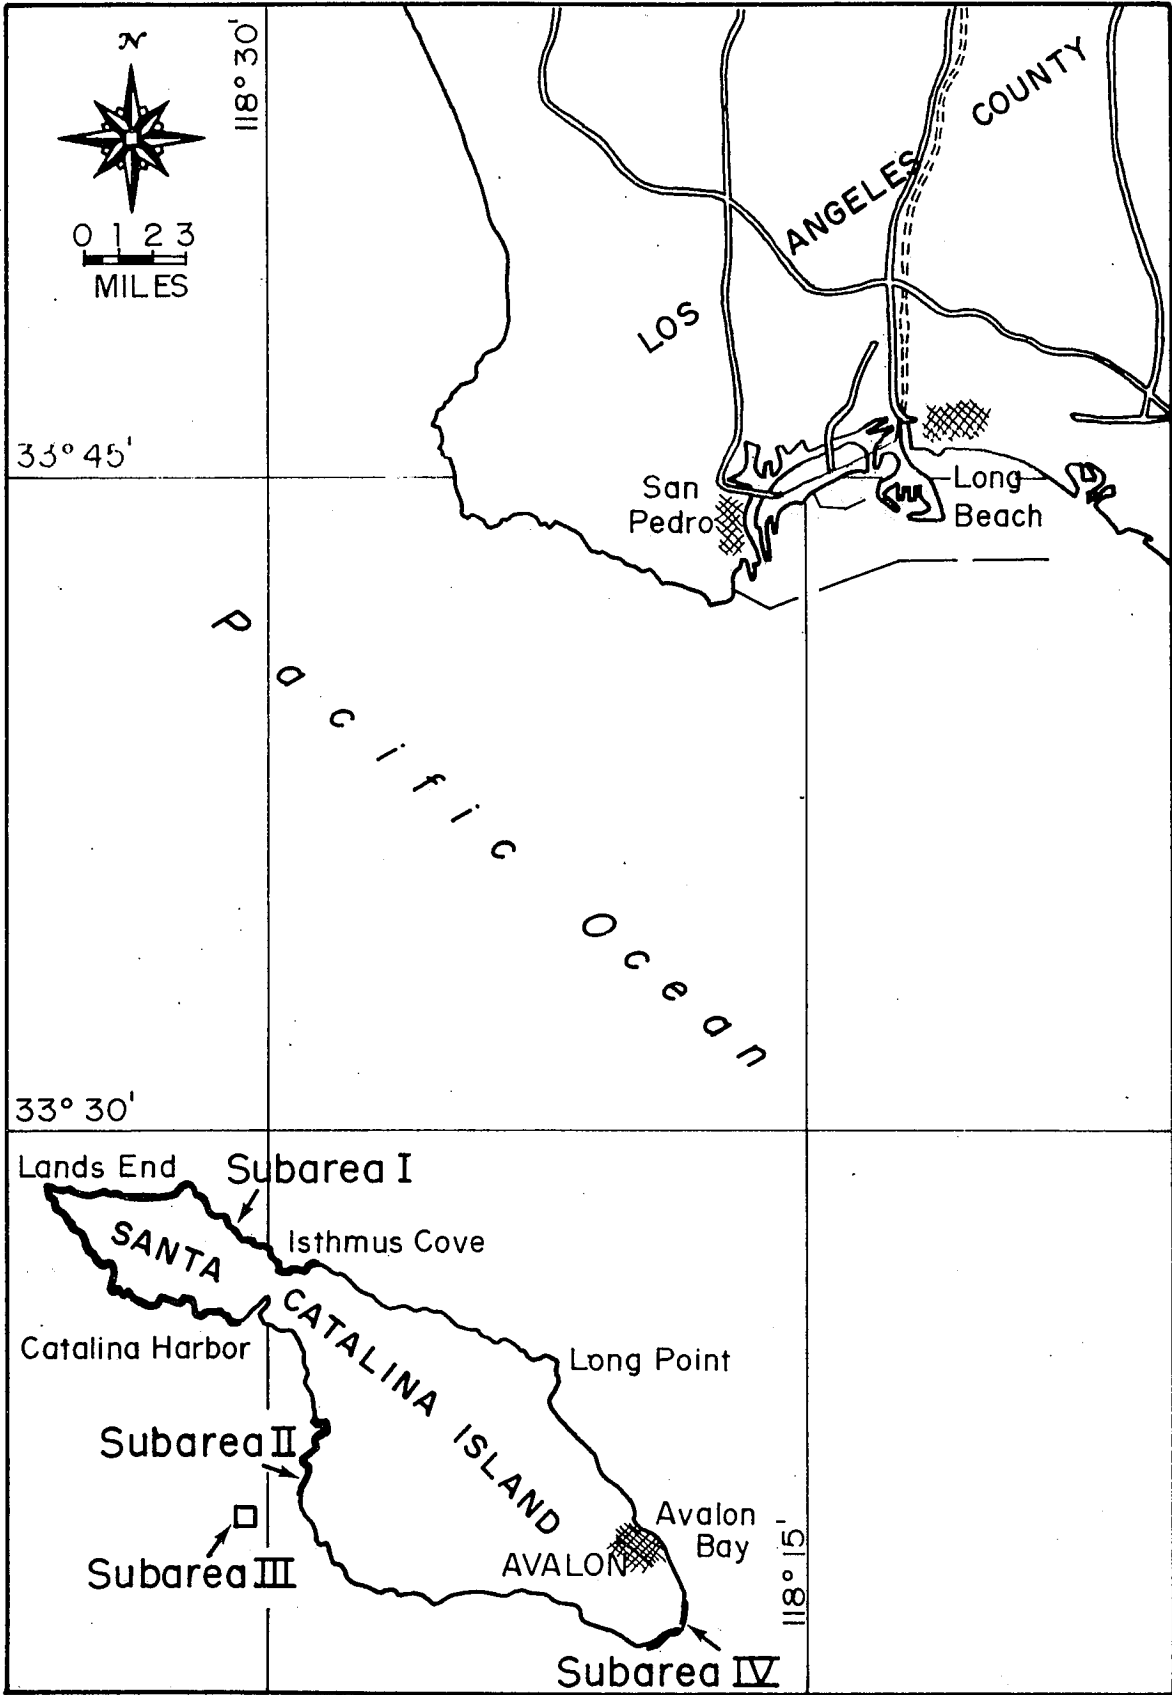 N
118° 30'
COUNTY
ANGELES
LOS
0 1 2 3
MILES
33° 45'
San
Pedro
Long
Beach
Pacific Ocean
33° 30'
Lands End
Subarea I
SANTA
Isthmus Cove
CATALINA
Catalina Harbor
Long Point
ISLAND
Subarea II
Avalon
Bay
AVALON
Subarea III
118° 15'
Subarea IV